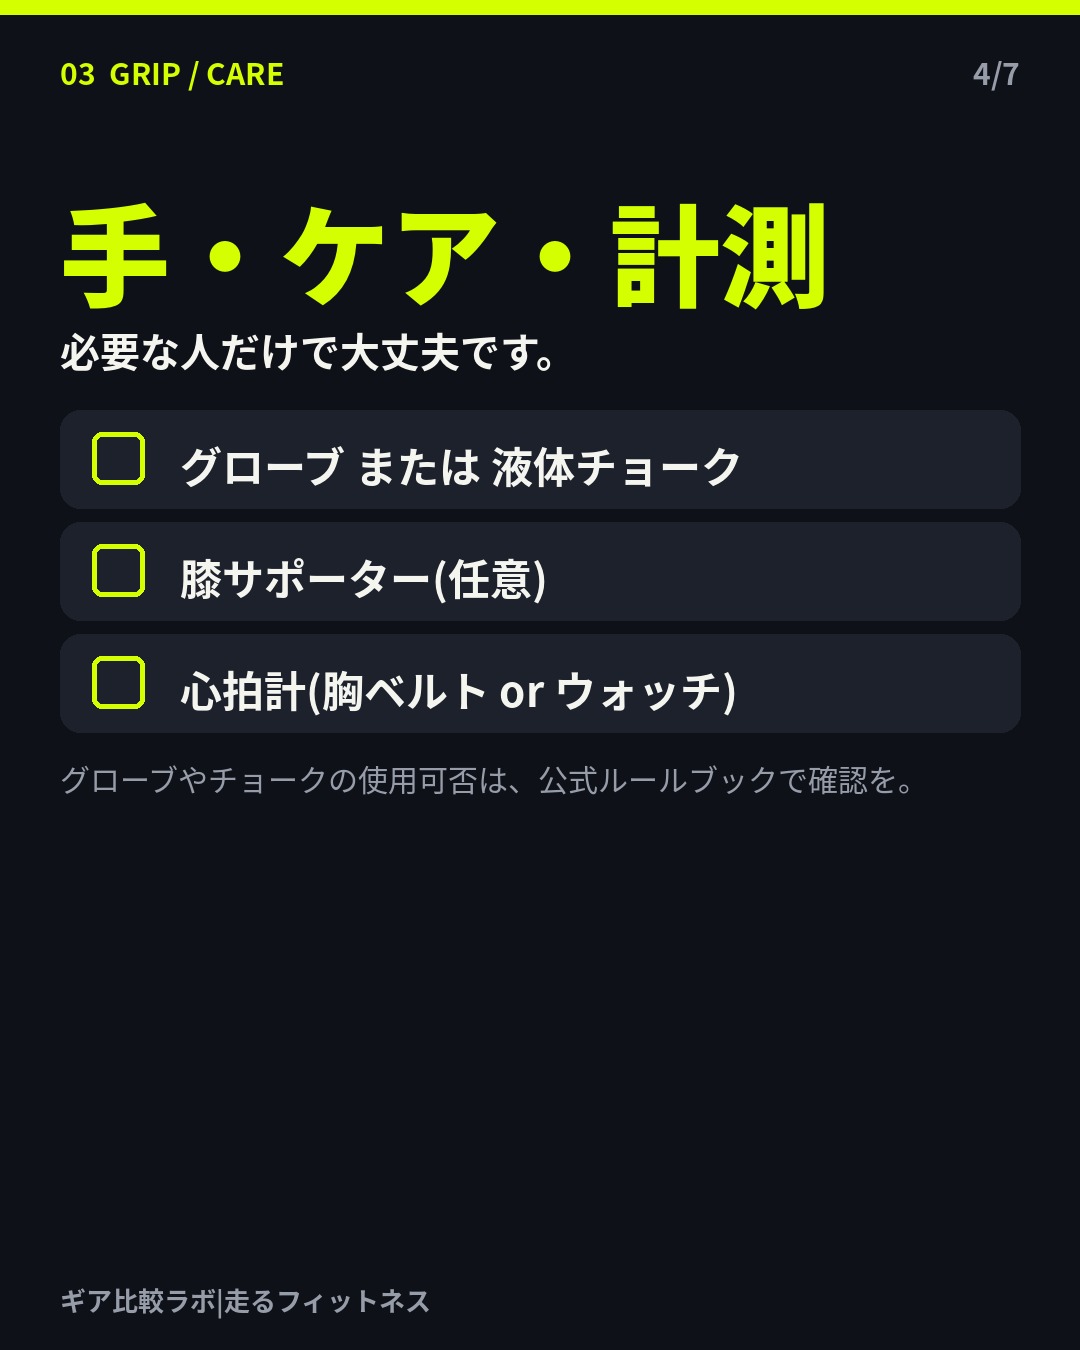 03 GRIP / CARE
4/7
手・ケア・計測
必要な人だけで大丈夫です。
グローブ または 液体チョーク
膝サポーター(任意)
心拍計(胸ベルト or ウォッチ)
グローブやチョークの使用可否は、公式ルールブックで確認を。
ギア比較ラボ|走るフィットネス